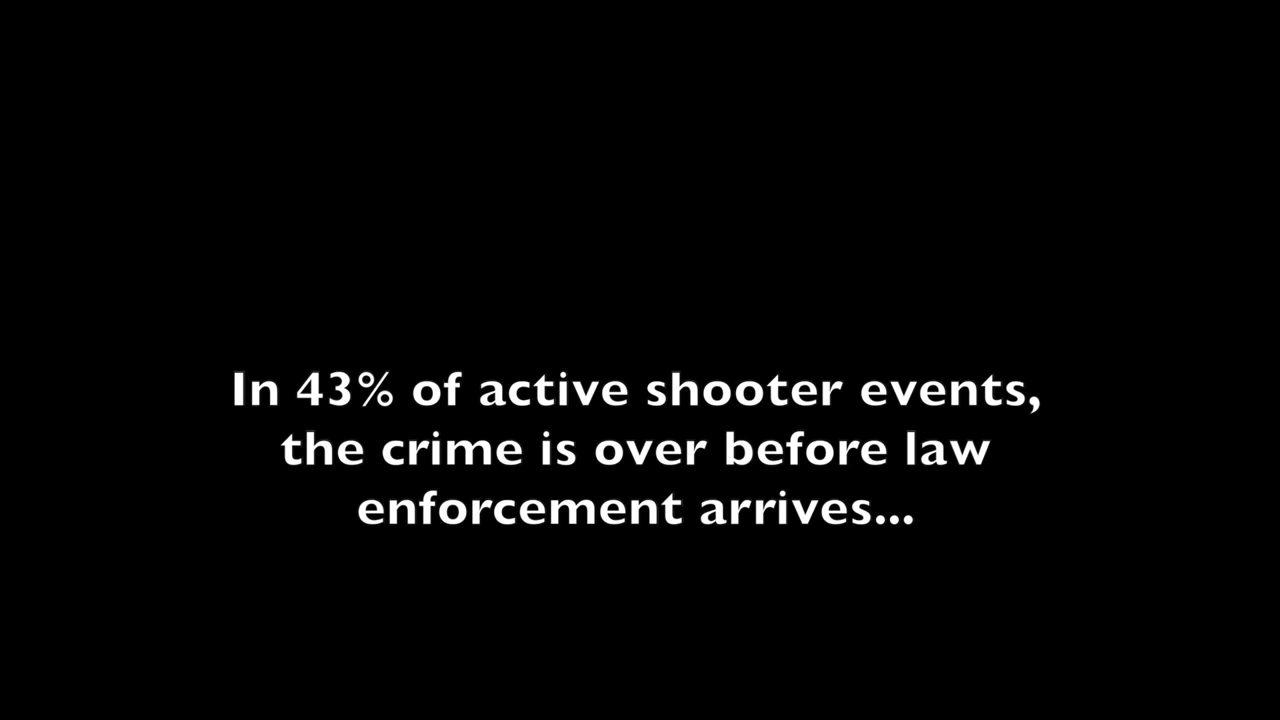 In 43% of active shooter events,
the crime is over before law
enforcement arrives...